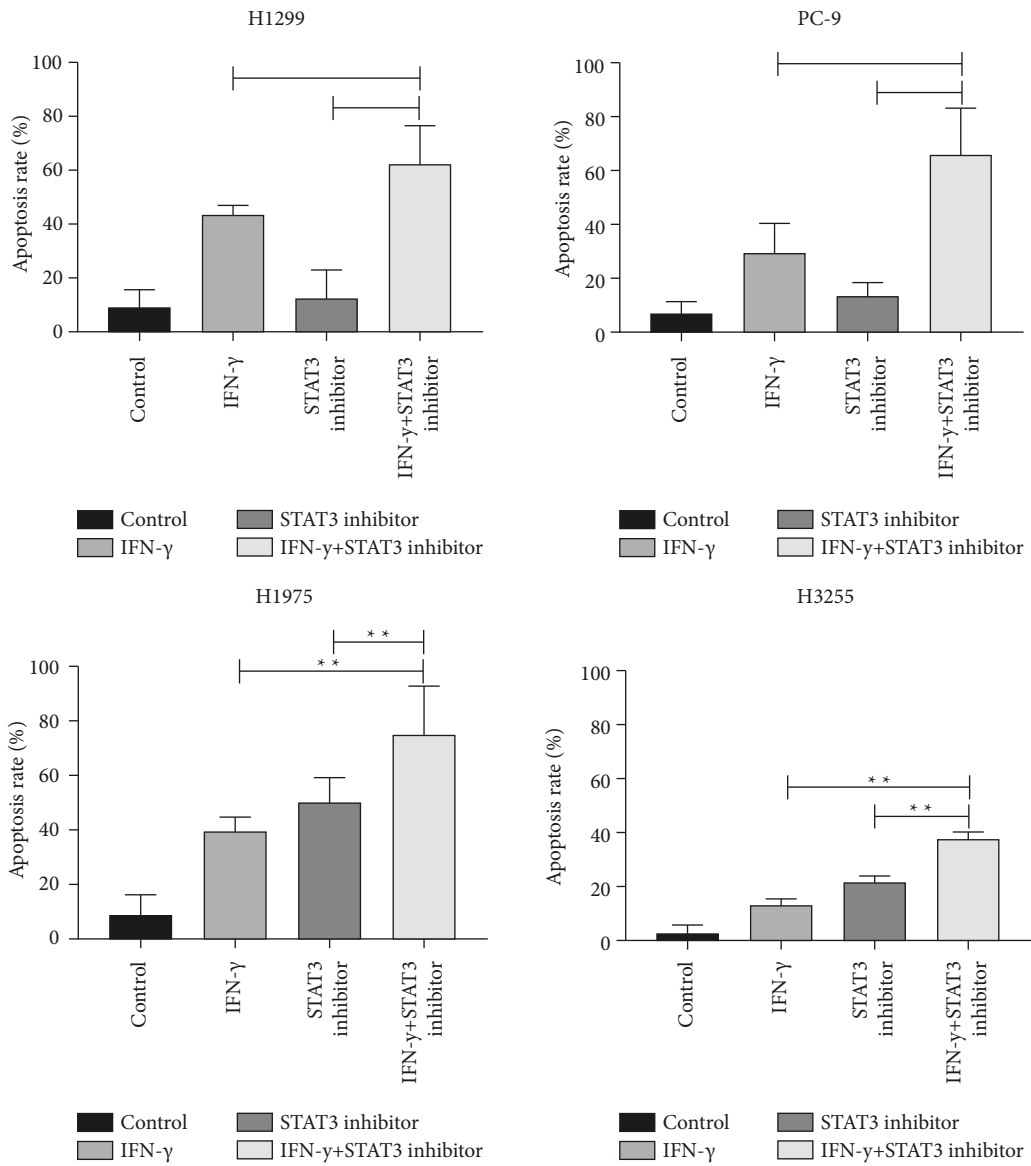 H1299
Apoptosis rate (%)
100
80
60
40
20
0
Control
IFN-γ
STAT3
inhibitor
IFN-y+STAT3
inhibitor
Control
STAT3 inhibitor
IFN-γ
IFN-y+STAT3 inhibitor
PC-9
Apoptosis rate (%)
100
80
60
40
20
0
Control
IFN-γ
STAT3
inhibitor
IFN-y+STAT3
inhibitor
Control
STAT3 inhibitor
IFN-γ
IFN-y+STAT3 inhibitor
H1975
* *
* *
Apoptosis rate (%)
100
80
60
40
20
0
Control
IFN-γ
STAT3
inhibitor
IFN-y+STAT3
inhibitor
Control
STAT3 inhibitor
IFN-γ
IFN-y+STAT3 inhibitor
H3255
* *
* *
Apoptosis rate (%)
100
80
60
40
20
0
Control
IFN-γ
STAT3
inhibitor
IFN-y+STAT3
inhibitor
Control
STAT3 inhibitor
IFN-γ
IFN-y+STAT3 inhibitor